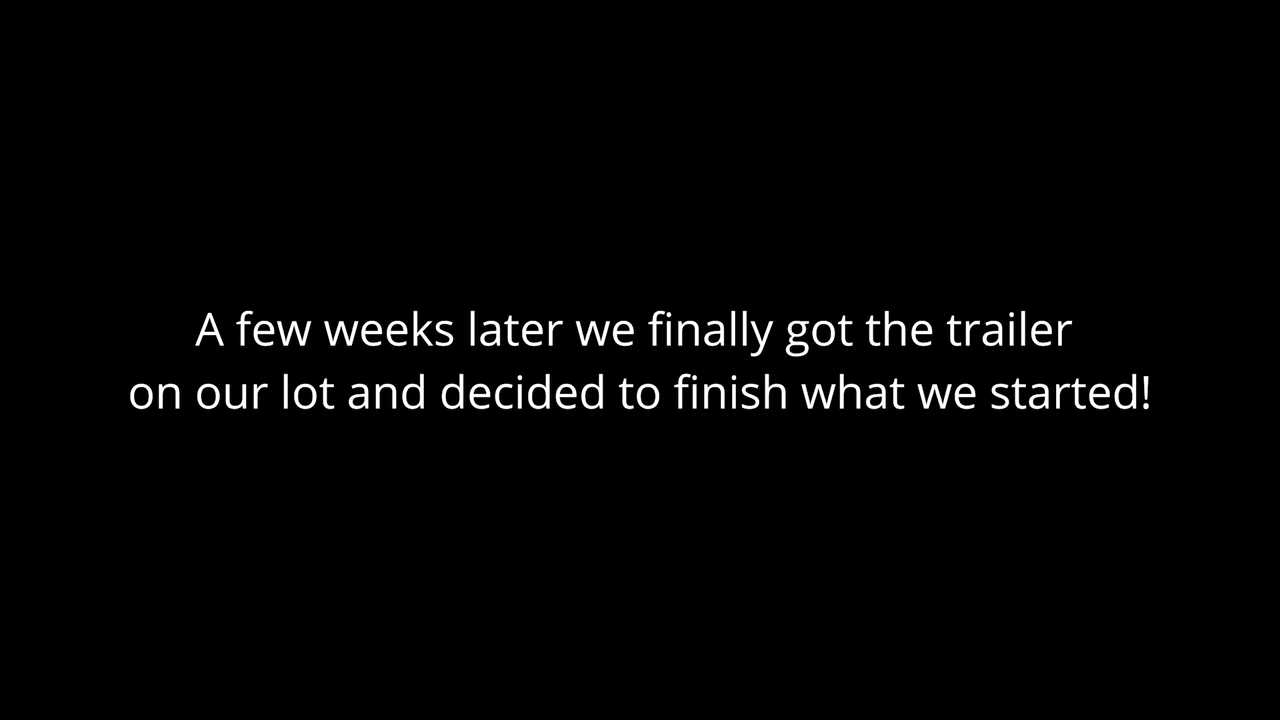 A few weeks later we finally got the trailer
on our lot and decided to finish what we started!